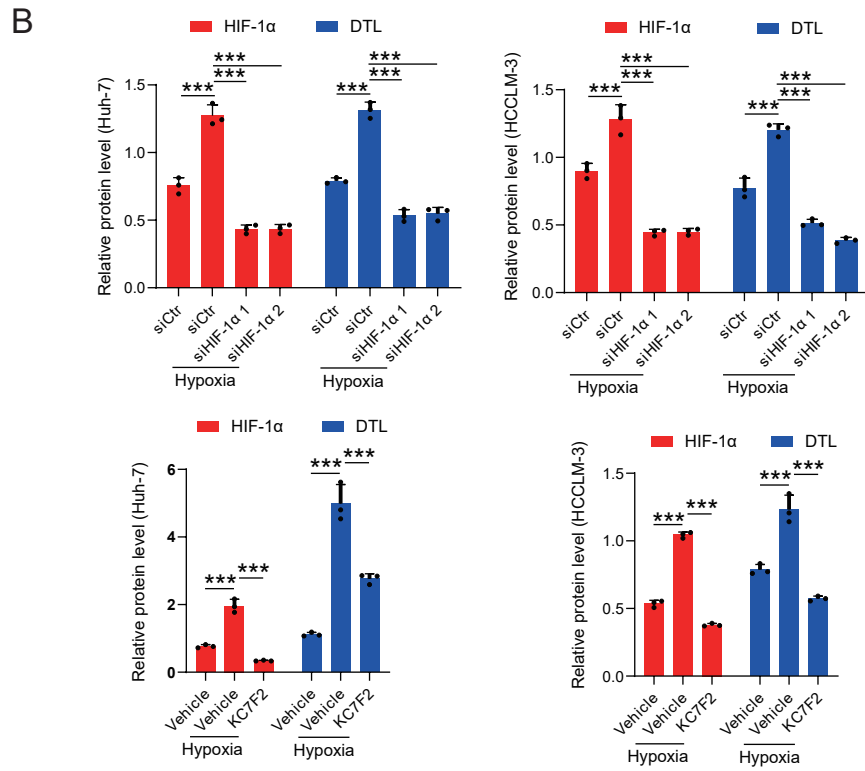 B
HIF-1α DTL
Relative protein level (Huh-7)
1.5
1.0
0.5
0.0
*** *** *** *** *** ***
siCtr siCtr siHIF-1α 1 siHIF-1α 2 siCtr siCtr siHIF-1α 1 siHIF-1α 2
Hypoxia Hypoxia
HIF-1α DTL
Relative protein level (HCCLM-3)
1.5
1.0
0.5
0.0
*** *** *** *** *** ***
siCtr siCtr siHIF-1α 1 siHIF-1α 2 siCtr siCtr siHIF-1α 1 siHIF-1α 2
Hypoxia Hypoxia
HIF-1α DTL
Relative protein level (Huh-7)
6
4
2
0
*** *** *** ***
Vehicle Vehicle KC7F2 Vehicle Vehicle KC7F2
Hypoxia Hypoxia
HIF-1α DTL
Relative protein level (HCCLM-3)
1.5
1.0
0.5
0.0
*** *** *** ***
Vehicle Vehicle KC7F2 Vehicle Vehicle KC7F2
Hypoxia Hypoxia